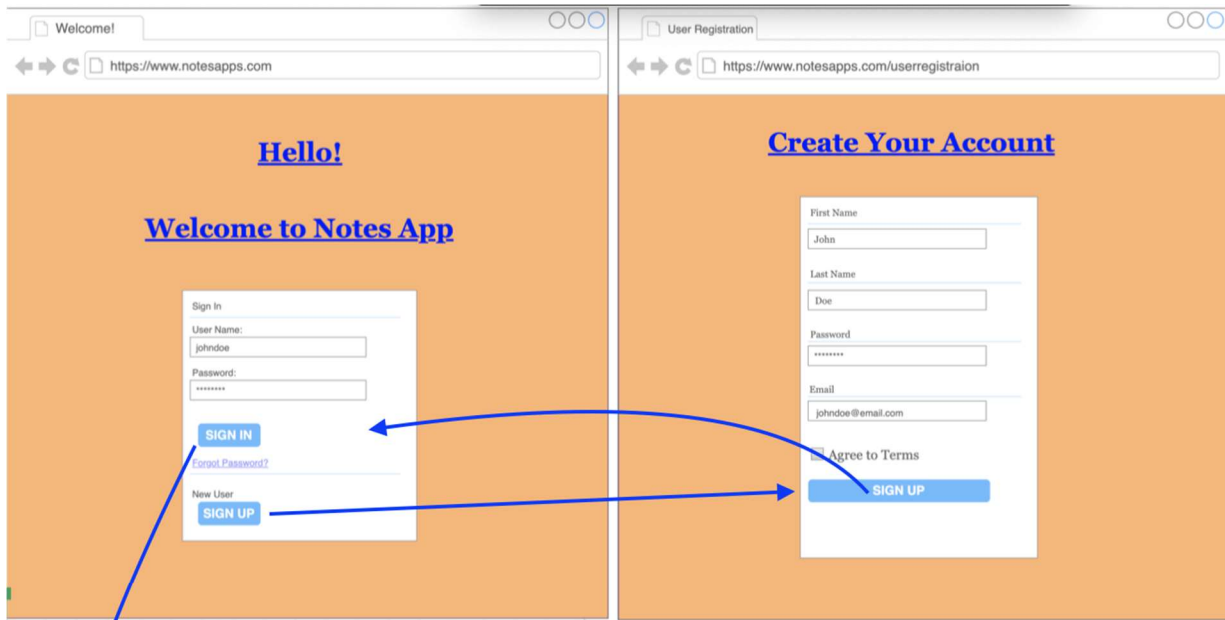 Welcome!
https://www.notesapps.com
Hello!
Welcome to Notes App
Sign In
User Name:
johndoe
Password:
********
SIGN IN
Forgot Password?
New User
SIGN UP
User Registration
https://www.notesapps.com/userregistraion
Create Your Account
First Name
John
Last Name
Doe
Password
********
Email
johndoe@email.com
Agree to Terms
SIGN UP